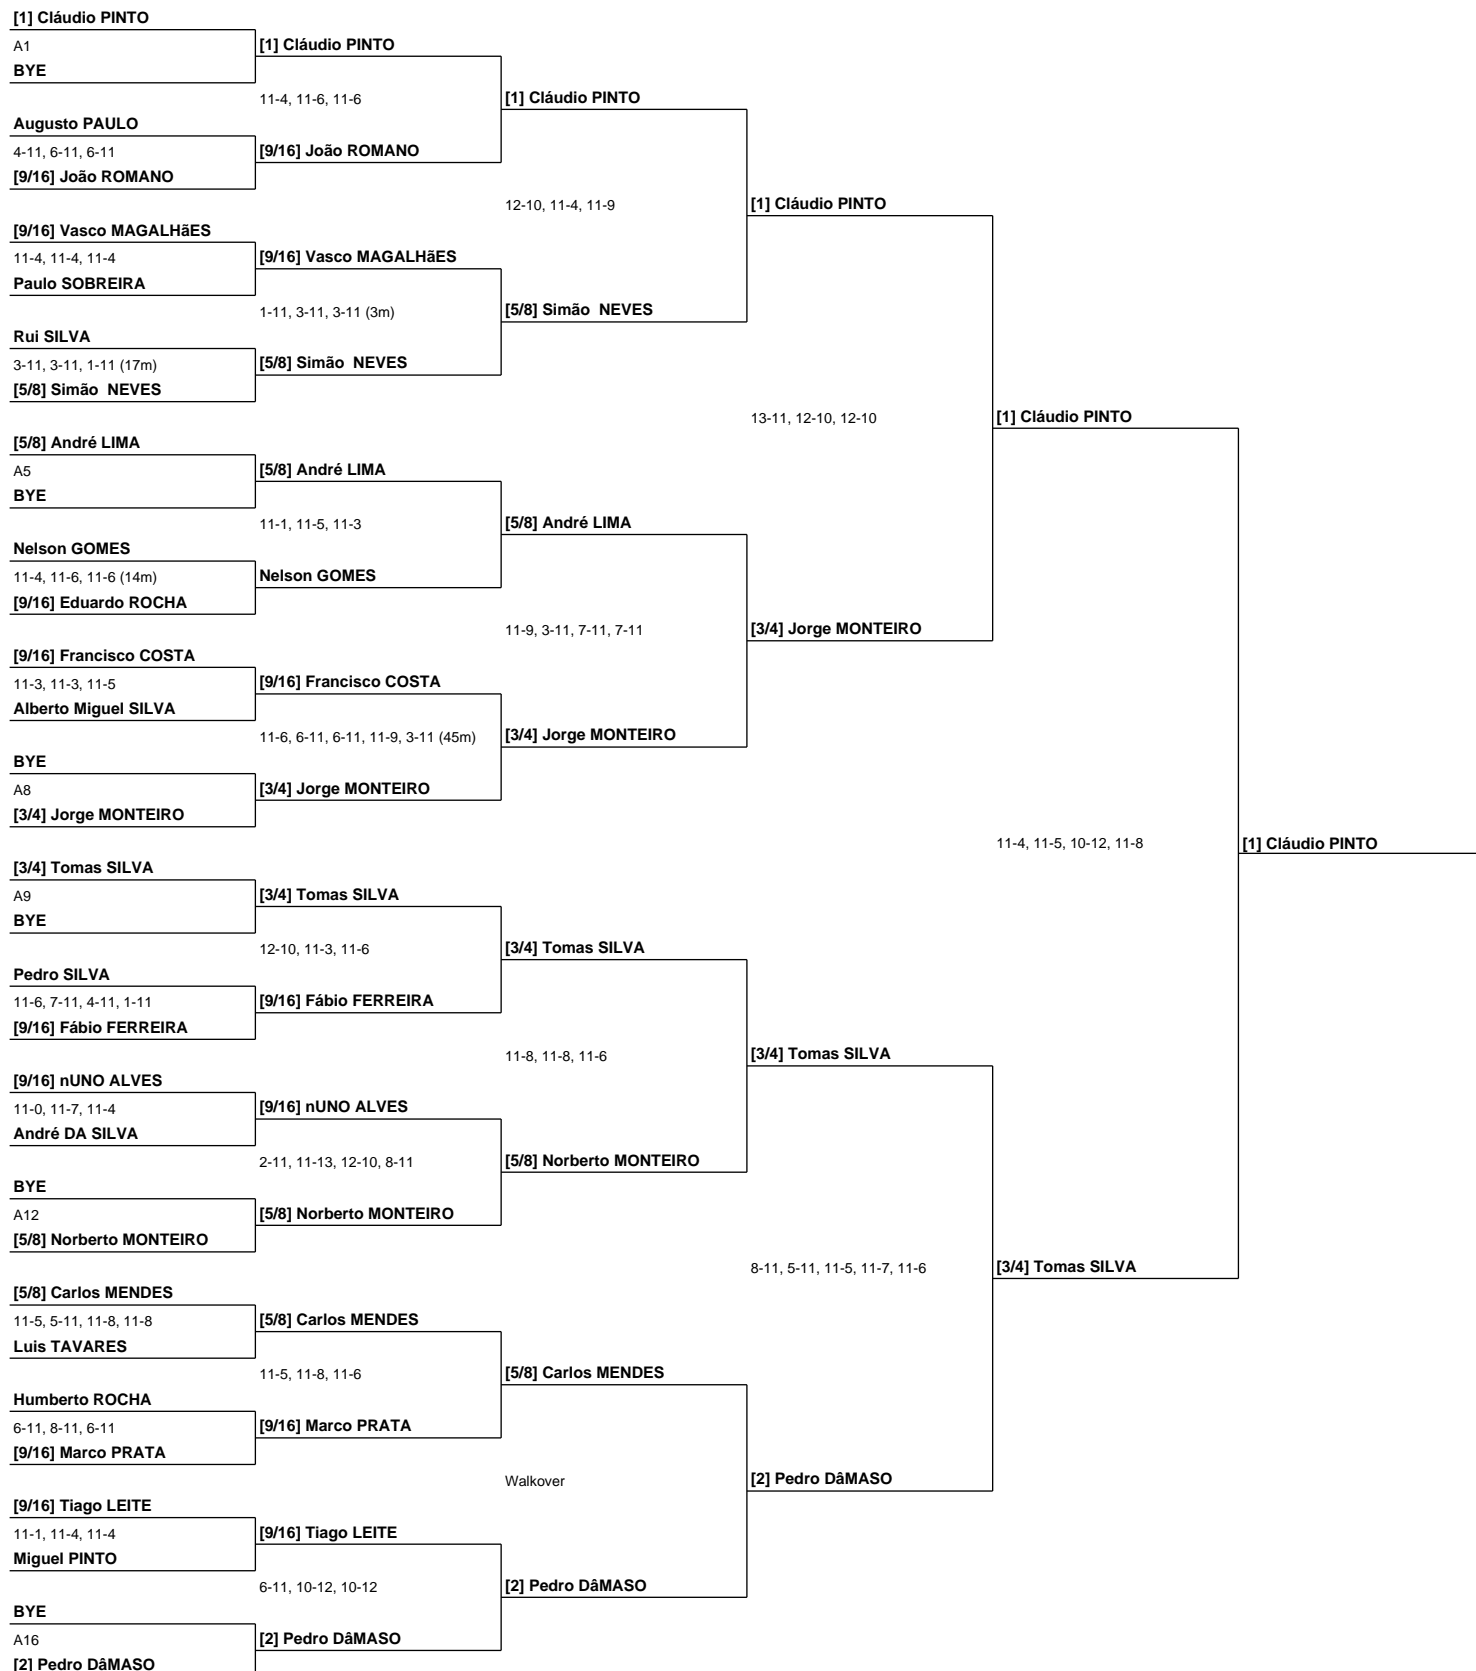 [1] Cláudio PINTO
A1
[1] Cláudio PINTO
BYE
11-4, 11-6, 11-6
[1] Cláudio PINTO
Augusto PAULO
4-11, 6-11, 6-11
[9/16] João ROMANO
[9/16] João ROMANO
12-10, 11-4, 11-9
[1] Cláudio PINTO
[9/16] Vasco MAGALHãES
11-4, 11-4, 11-4
[9/16] Vasco MAGALHãES
Paulo SOBREIRA
1-11, 3-11, 3-11 (3m)
[5/8] Simão  NEVES
Rui SILVA
3-11, 3-11, 1-11 (17m)
[5/8] Simão  NEVES
[5/8] Simão  NEVES
13-11, 12-10, 12-10
[1] Cláudio PINTO
[5/8] André LIMA
A5
[5/8] André LIMA
BYE
11-1, 11-5, 11-3
[5/8] André LIMA
Nelson GOMES
11-4, 11-6, 11-6 (14m)
Nelson GOMES
[9/16] Eduardo ROCHA
11-9, 3-11, 7-11, 7-11
[3/4] Jorge MONTEIRO
[9/16] Francisco COSTA
11-3, 11-3, 11-5
[9/16] Francisco COSTA
Alberto Miguel SILVA
11-6, 6-11, 6-11, 11-9, 3-11 (45m)
[3/4] Jorge MONTEIRO
BYE
A8
[3/4] Jorge MONTEIRO
[3/4] Jorge MONTEIRO
11-4, 11-5, 10-12, 11-8
[1] Cláudio PINTO
[3/4] Tomas SILVA
A9
[3/4] Tomas SILVA
BYE
12-10, 11-3, 11-6
[3/4] Tomas SILVA
Pedro SILVA
11-6, 7-11, 4-11, 1-11
[9/16] Fábio FERREIRA
[9/16] Fábio FERREIRA
11-8, 11-8, 11-6
[3/4] Tomas SILVA
[9/16] nUNO ALVES
11-0, 11-7, 11-4
[9/16] nUNO ALVES
André DA SILVA
2-11, 11-13, 12-10, 8-11
[5/8] Norberto MONTEIRO
BYE
A12
[5/8] Norberto MONTEIRO
[5/8] Norberto MONTEIRO
8-11, 5-11, 11-5, 11-7, 11-6
[3/4] Tomas SILVA
[5/8] Carlos MENDES
11-5, 5-11, 11-8, 11-8
[5/8] Carlos MENDES
Luis TAVARES
11-5, 11-8, 11-6
[5/8] Carlos MENDES
Humberto ROCHA
6-11, 8-11, 6-11
[9/16] Marco PRATA
[9/16] Marco PRATA
Walkover
[2] Pedro DâMASO
[9/16] Tiago LEITE
11-1, 11-4, 11-4
[9/16] Tiago LEITE
Miguel PINTO
6-11, 10-12, 10-12
[2] Pedro DâMASO
BYE
A16
[2] Pedro DâMASO
[2] Pedro DâMASO